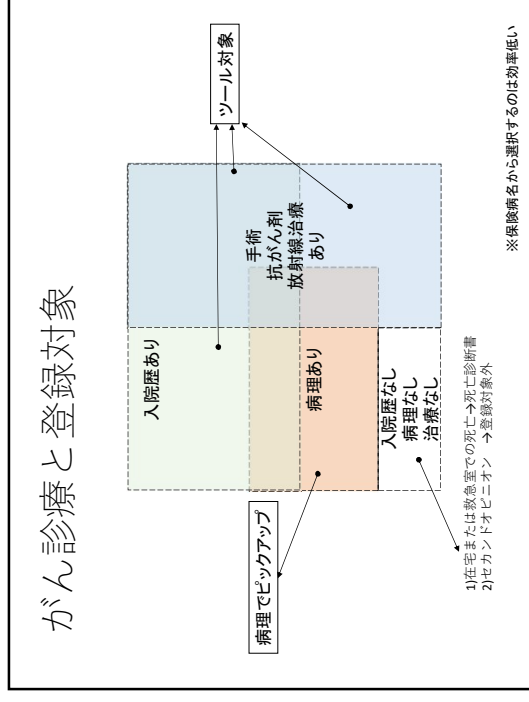 がん診療と登録対象
入院歴あり
手術
抗がん剤
放射線治療
あり
ツール対象
病理でピックアップ
病理あり
入院歴なし
病理なし
治療なし
1)在宅または救急室での死亡→死亡診断書
2)セカンドオピニオン →登録対象外
※保険病名から選択するのは効率低い